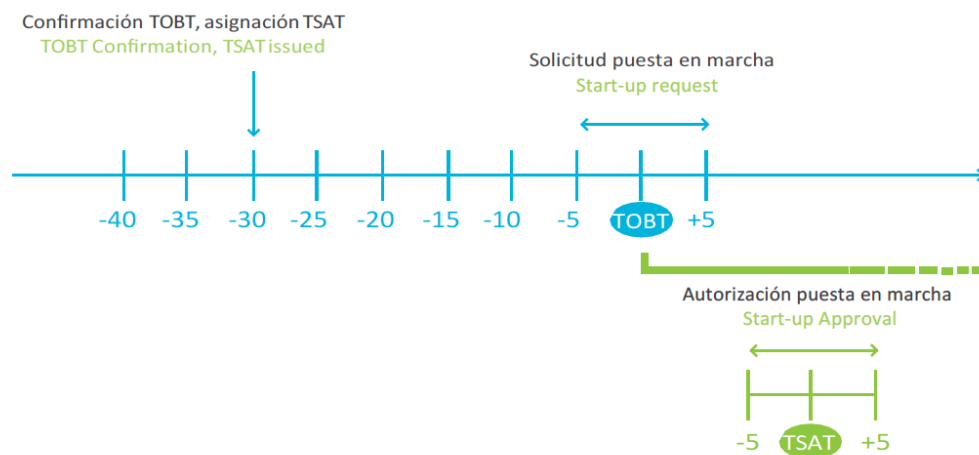 Confirmación TOBT, asignación TSAT
TOBT Confirmation, TSAT issued
Solicitud puesta en marcha
Start-up request
-40 -35 -30 -25 -20 -15 -10 -5 TOBT +5
Autorización puesta en marcha
Start-up Approval
-5 TSAT +5